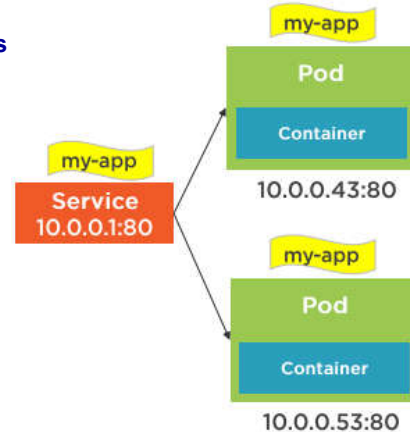 s
my-app
Service
10.0.0.1:80
my-app
Pod
Container
10.0.0.43:80
my-app
Pod
Container
10.0.0.53:80